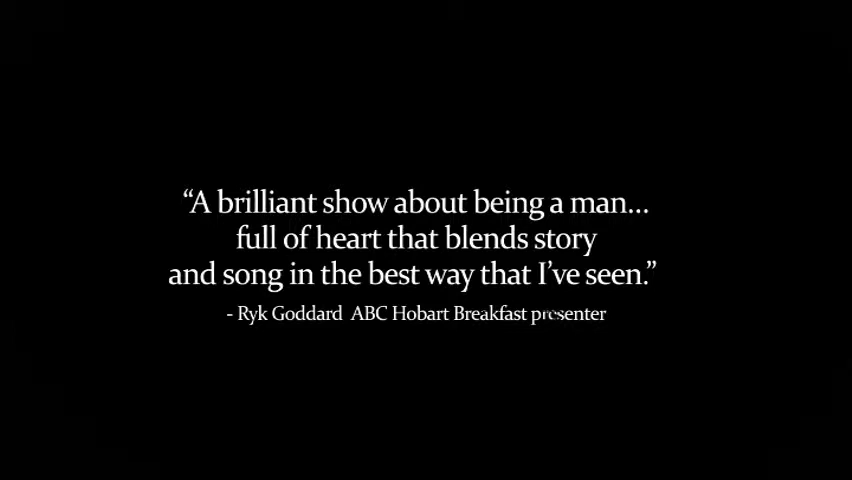 “A brilliant show about being a man...
full of heart that blends story
and song in the best way that I’ve seen.”
- Ryk Goddard  ABC Hobart Breakfast presenter